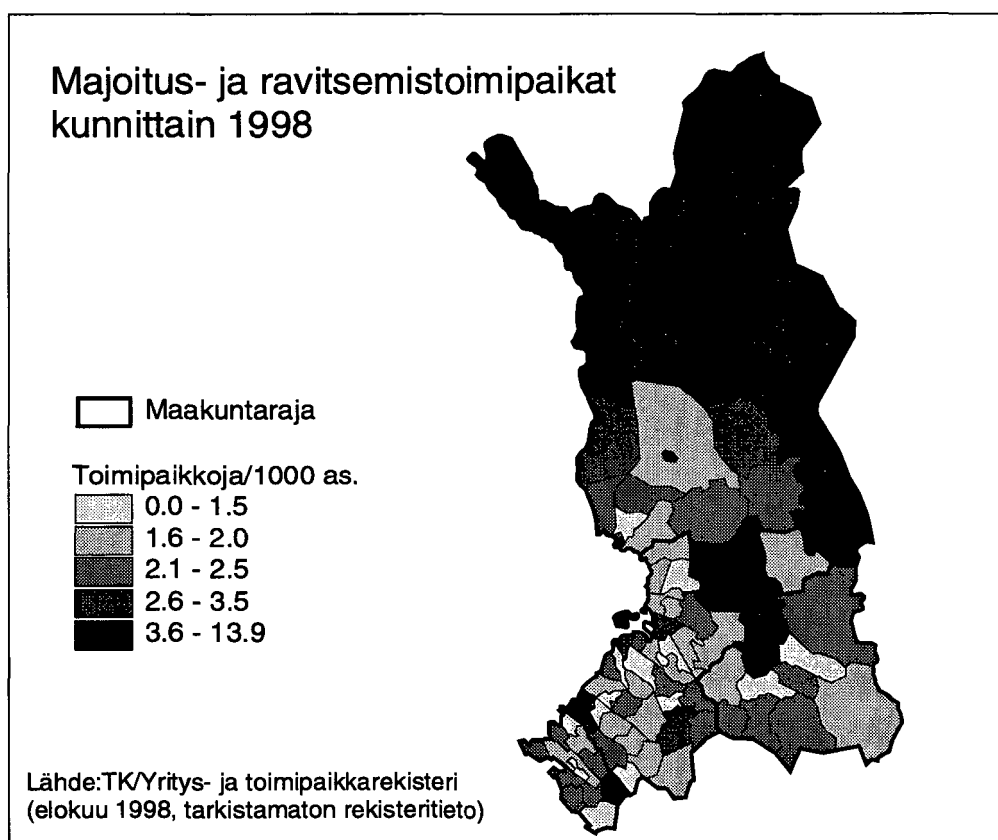 Majoitus- ja ravitsemistoimipaikat
kunnittain 1998
Maakuntaraja
Toimipaikkoja/1000 as.
0.0 - 1.5
1.6 - 2.0
2.1 - 2.5
2.6 - 3.5
3.6 - 13.9
Lähde:TK/Yritys- ja toimipaikkarekisteri
(elokuu 1998, tarkistamaton rekisteritieto)